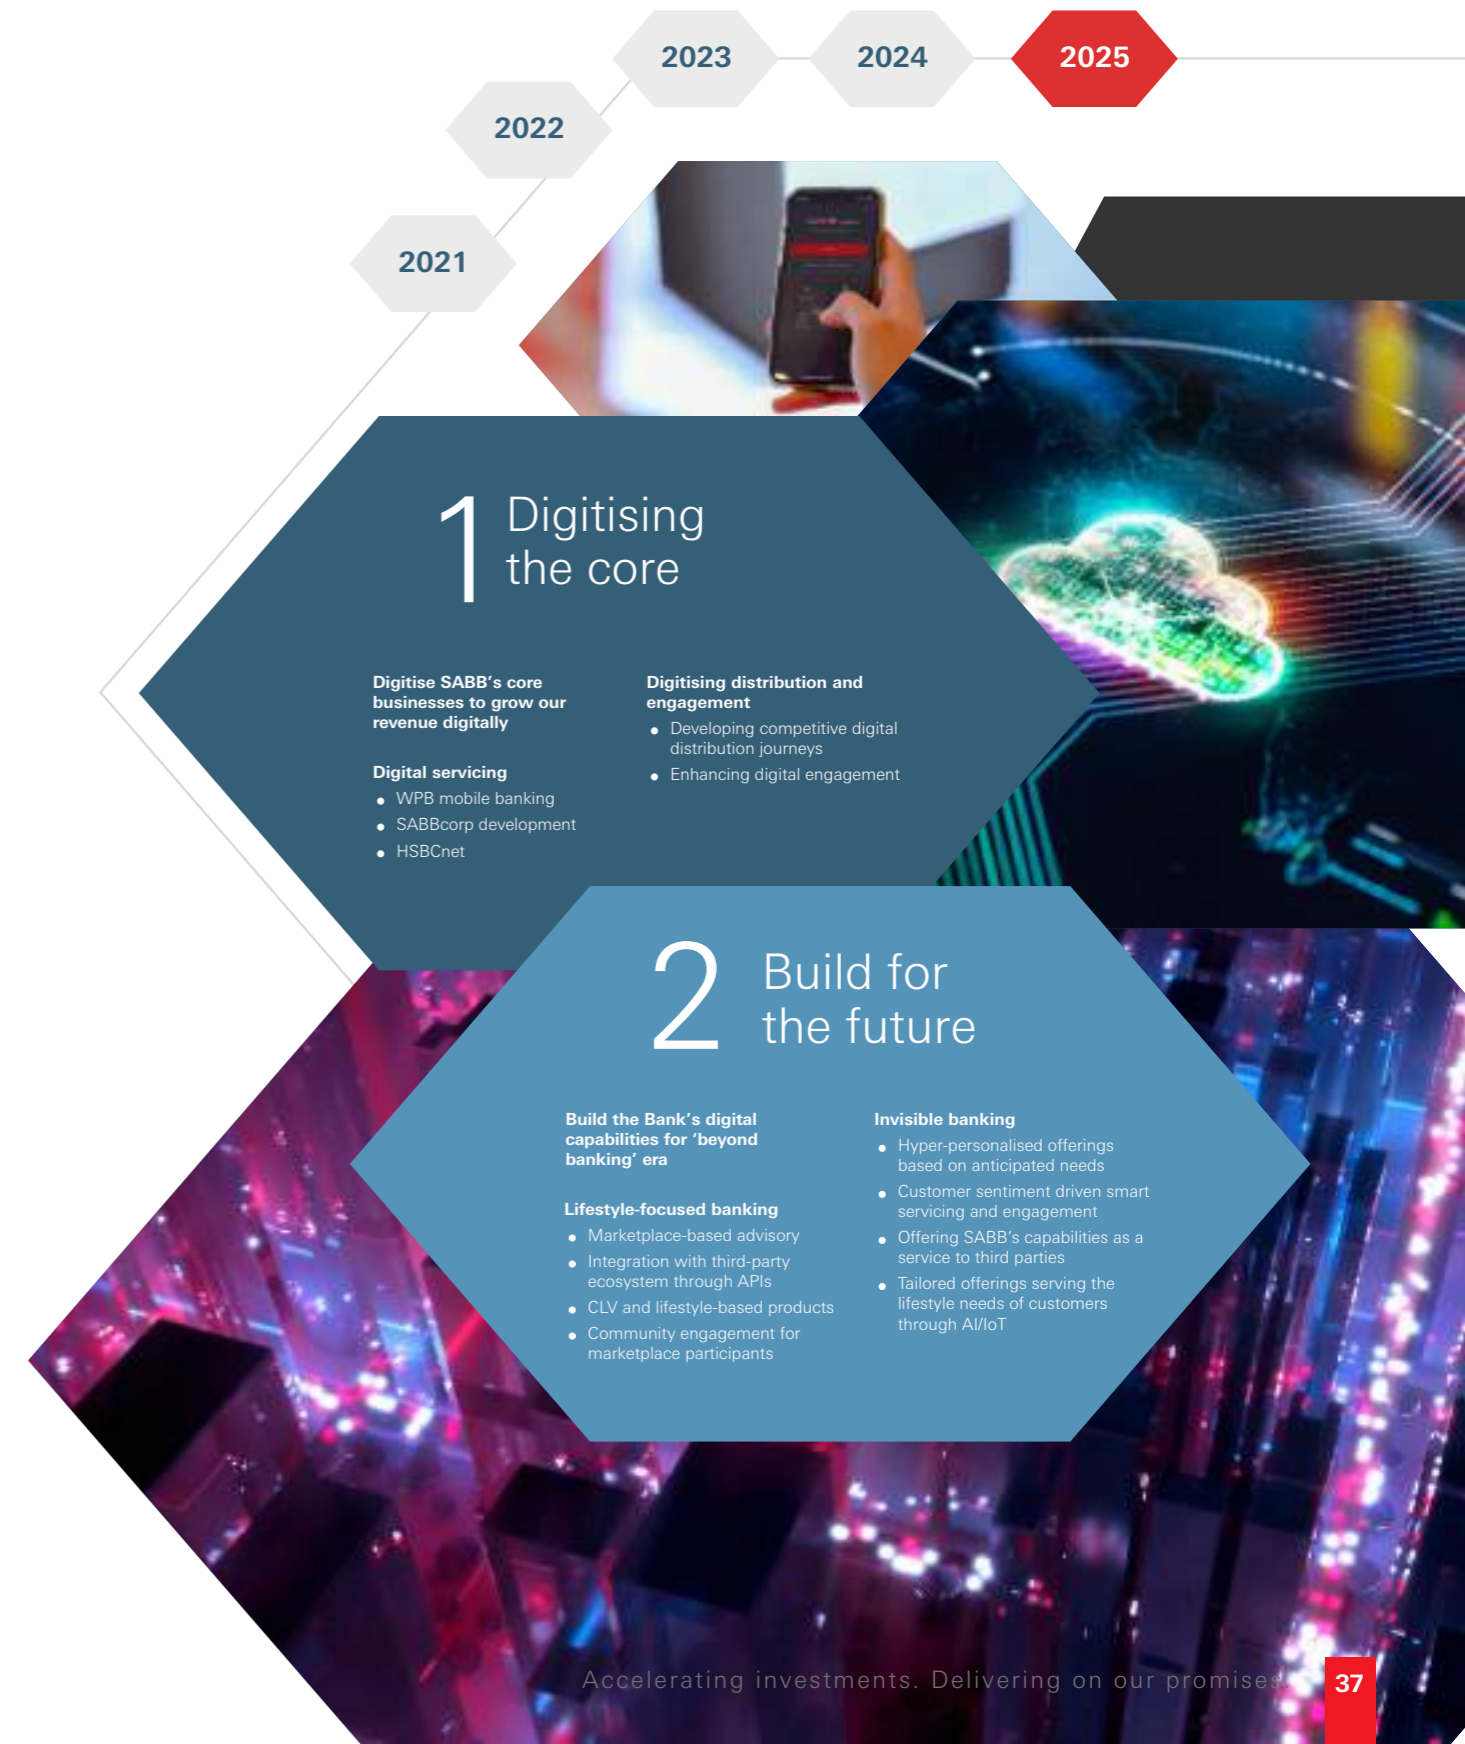 2023
2024
2025
2022
2021
1
Digitising
the core
Digitise SABB’s core
businesses to grow our
revenue digitally
Digital servicing
• WPB mobile banking
• SABBcorp development
• HSBCnet
Digitising distribution and
engagement
• Developing competitive digital
distribution journeys
• Enhancing digital engagement
2
Build for
the future
Build the Bank’s digital
capabilities for ‘beyond
banking’ era
Lifestyle-focused banking
• Marketplace-based advisory
• Integration with third-party
ecosystem through APIs
• CLV and lifestyle-based products
• Community engagement for
marketplace participants
Invisible banking
• Hyper-personalised offerings
based on anticipated needs
• Customer sentiment driven smart
servicing and engagement
• Offering SABB’s capabilities as a
service to third parties
• Tailored offerings serving the
lifestyle needs of customers
through AI/IoT
Accelerating investments. Delivering on our promises.
37